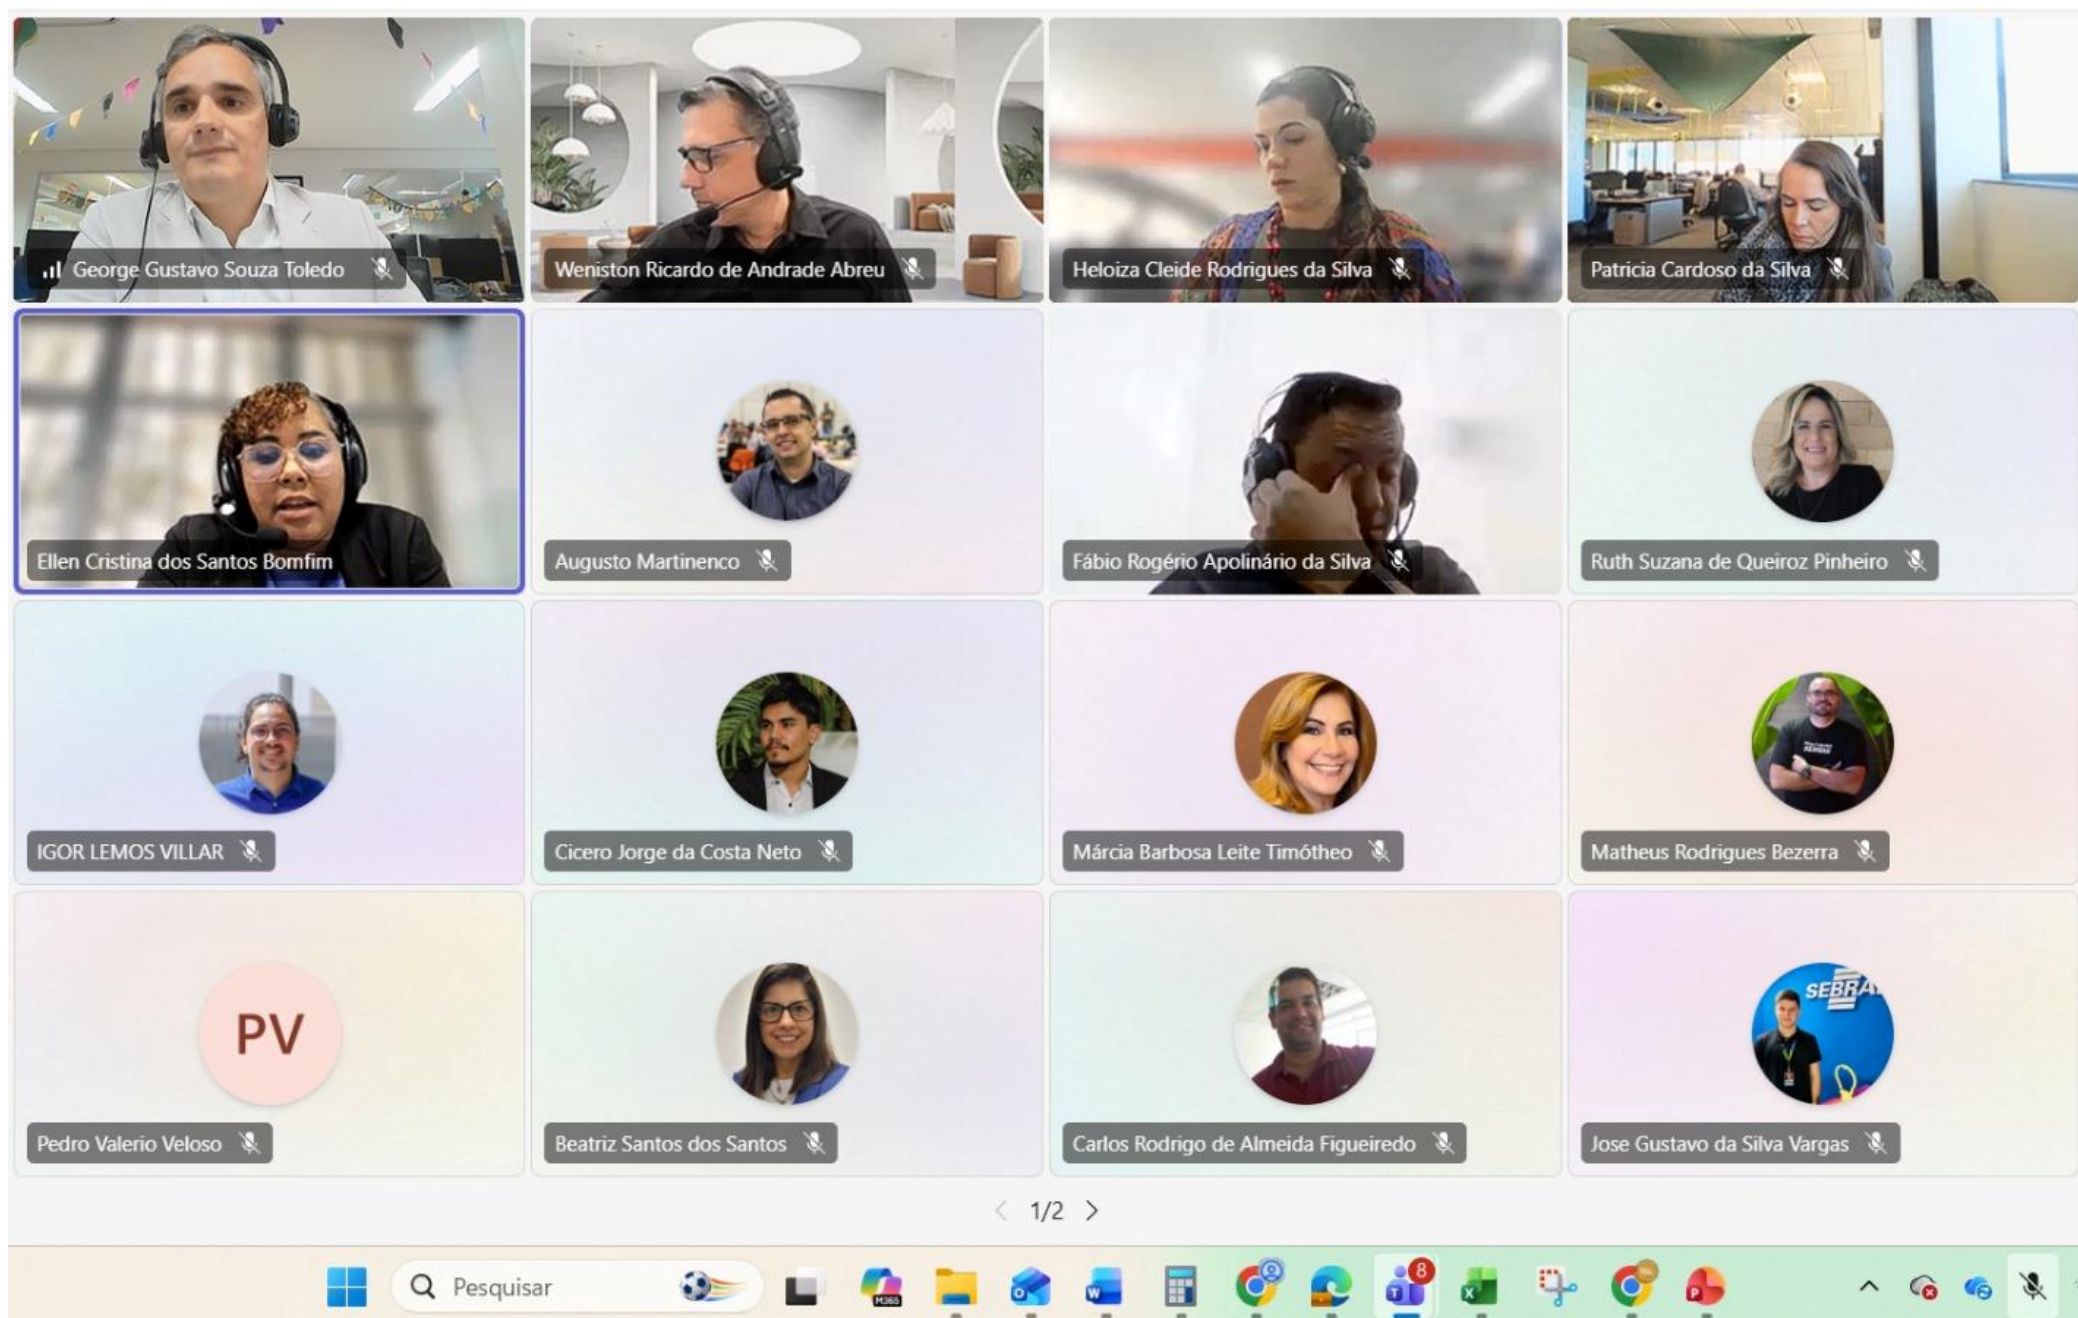 George Gustavo Souza Toledo
Weniston Ricardo de Andrade Abreu
Heloiza Cleide Rodrigues da Silva
Patricia Cardoso da Silva
Ellen Cristina dos Santos Bomfim
Augusto Martinenco
Fábio Rogério Apolinário da Silva
Ruth Suzana de Queiroz Pinheiro
IGOR LEMOS VILLAR
Cicero Jorge da Costa Neto
Márcia Barbosa Leite Timótheo
Matheus Rodrigues Bezerra
SEBRAE
PV
SEBRA
Pedro Valerio Veloso
Beatriz Santos dos Santos
Carlos Rodrigo de Almeida Figueiredo
Jose Gustavo da Silva Vargas
1/2
Pesquisar
M365
8